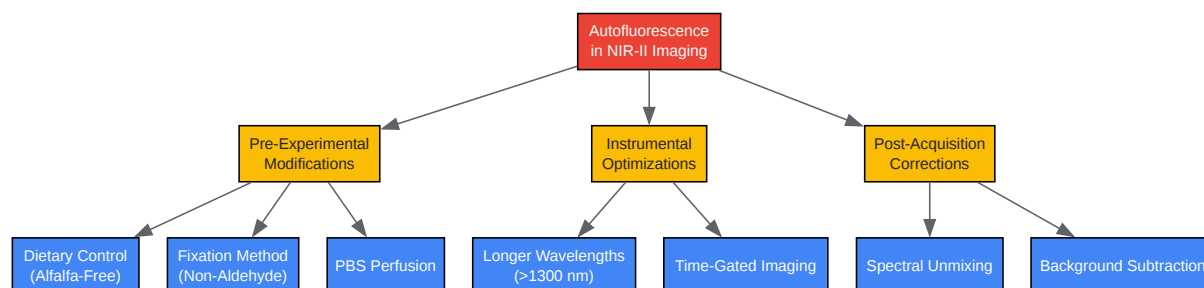 Autofluorescence
in NIR-II Imaging
Pre-Experimental
Modifications
Instrumental
Optimizations
Post-Acquisition
Corrections
Dietary Control
(Alfalfa-Free)
Fixation Method
(Non-Aldehyde)
PBS Perfusion
Longer Wavelengths
(>1300 nm)
Time-Gated Imaging
Spectral Unmixing
Background Subtraction